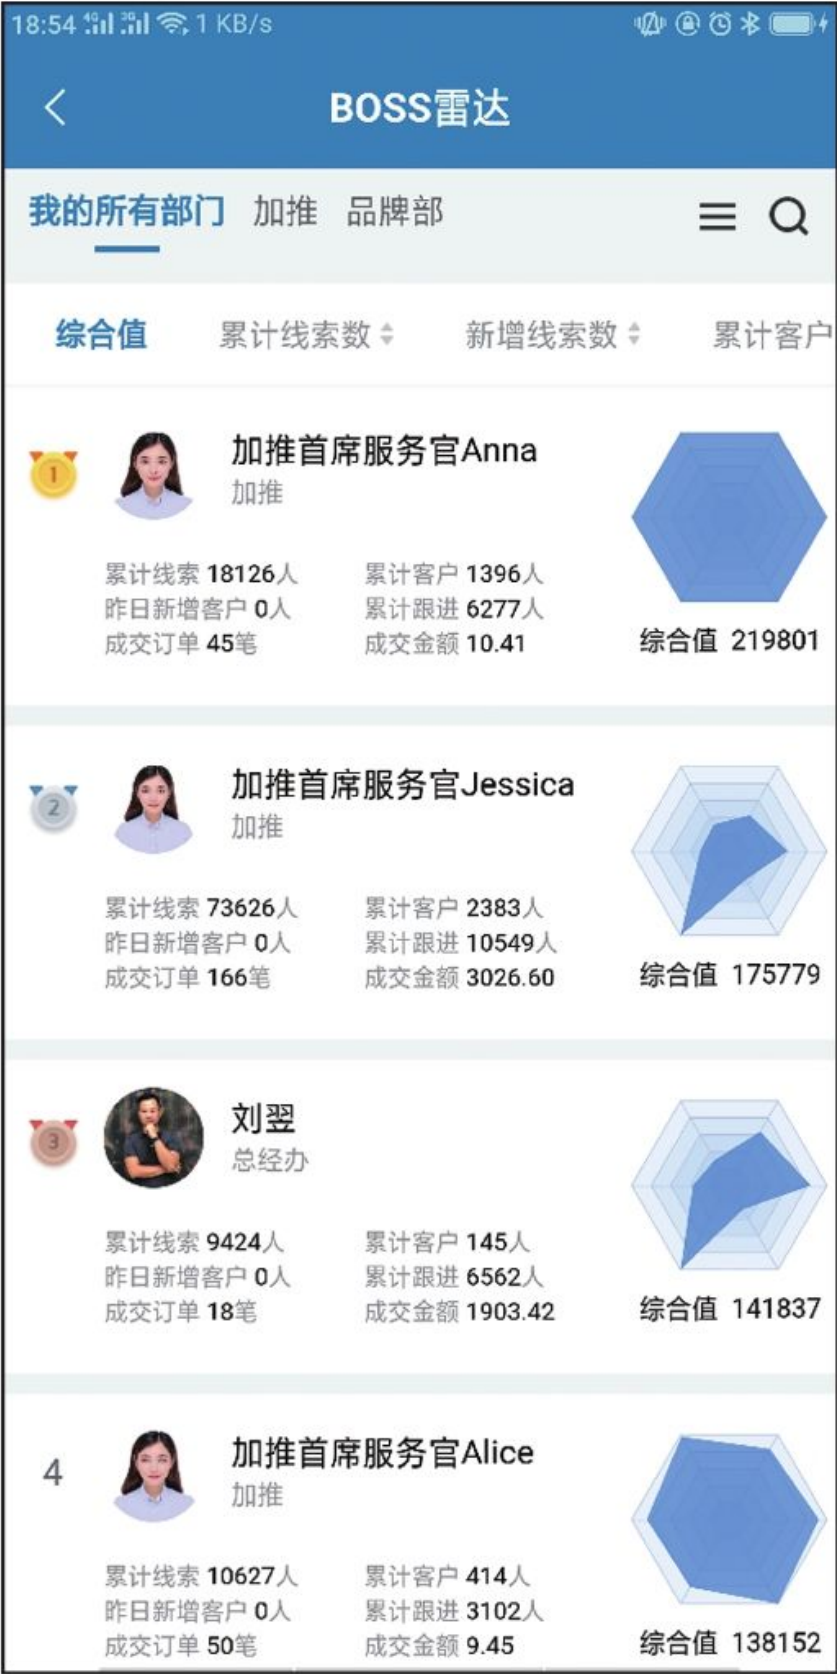 18:54 4G 2G 1 KB/s
BOSS雷达
我的所有部门 加推 品牌部
综合值 累计线索数 新增线索数 累计客户
1
加推首席服务官Anna
加推
累计线索 18126人 累计客户 1396人
昨日新增客户 0人 累计跟进 6277人
成交订单 45笔 成交金额 10.41
综合值 219801
2
加推首席服务官Jessica
加推
累计线索 73626人 累计客户 2383人
昨日新增客户 0人 累计跟进 10549人
成交订单 166笔 成交金额 3026.60
综合值 175779
3
刘翌
总经办
累计线索 9424人 累计客户 145人
昨日新增客户 0人 累计跟进 6562人
成交订单 18笔 成交金额 1903.42
综合值 141837
4
加推首席服务官Alice
加推
累计线索 10627人 累计客户 414人
昨日新增客户 0人 累计跟进 3102人
成交订单 50笔 成交金额 9.45
综合值 138152